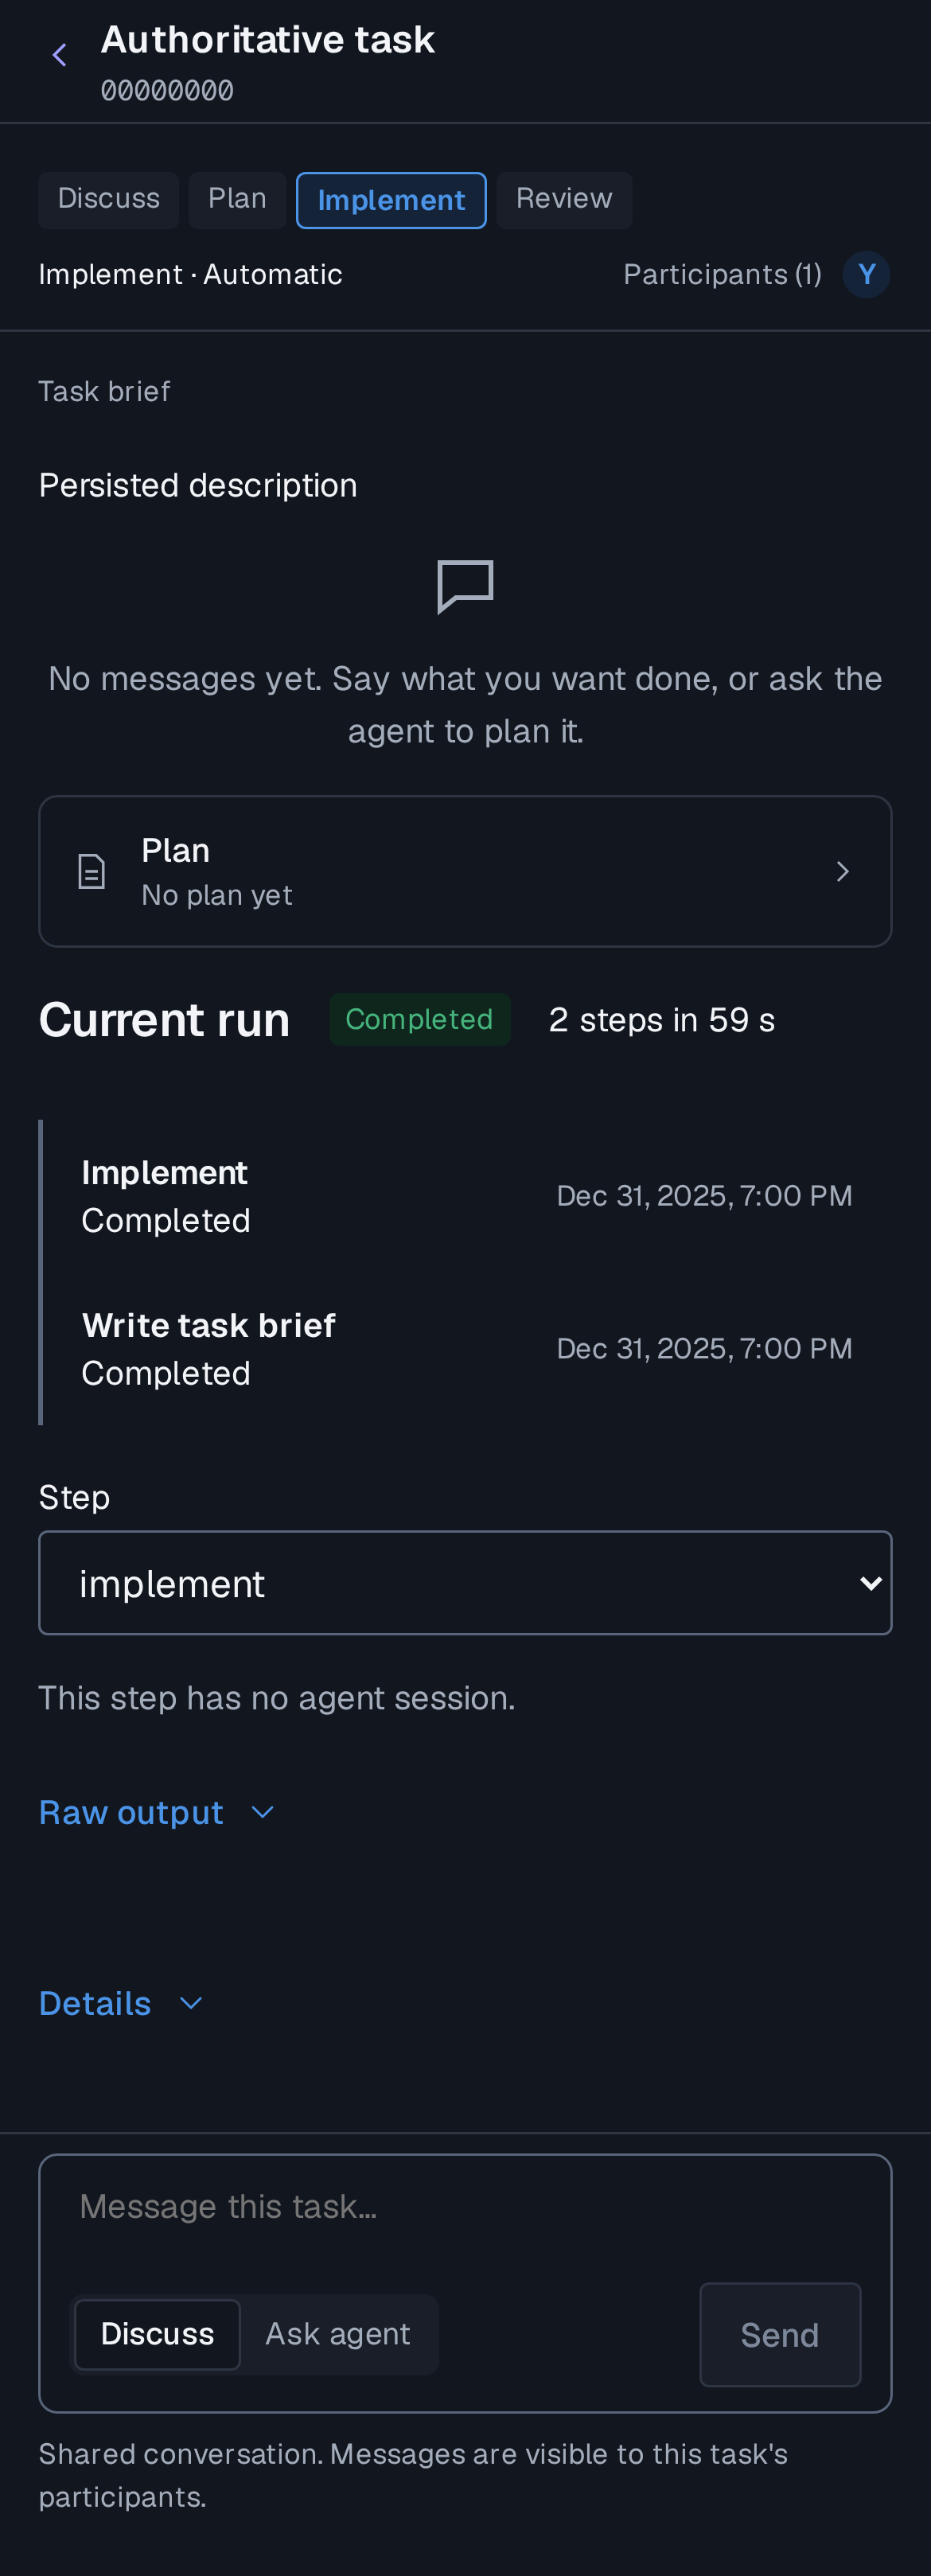 Authoritative task
00000000
Discuss
Plan
Implement
Review
Implement · Automatic
Participants (1)
Y
Task brief
Persisted description
No messages yet. Say what you want done, or ask the
agent to plan it.
Plan
No plan yet
Current run
Completed
2 steps in 59 s
Implement
Completed
Dec 31, 2025, 7:00 PM
Write task brief
Completed
Dec 31, 2025, 7:00 PM
Step
implement
This step has no agent session.
Raw output
Details
Message this task…
Discuss
Ask agent
Send
Shared conversation. Messages are visible to this task's
participants.